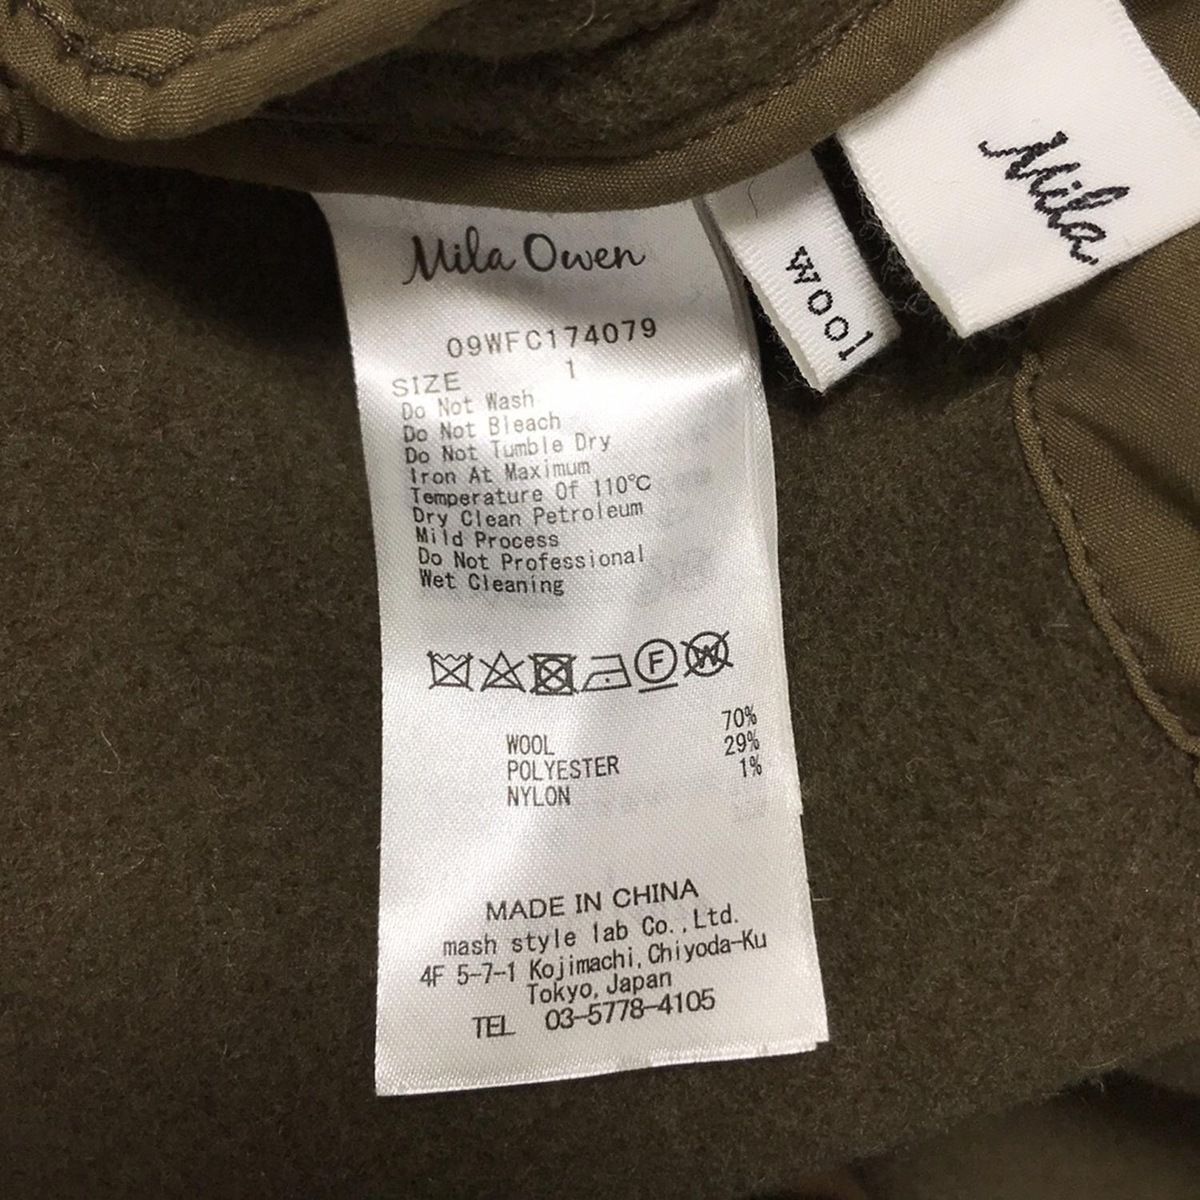 Mila Owen
09WFC174079
SIZE 1
Do Not Wash
Do Not Bleach
Do Not Tumble Dry
Iron At Maximum
Temperature Of 110℃
Dry Clean Petroleum
Mild Process
Do Not Professional
Wet Cleaning
F W
70%
WOOL 29%
POLYESTER 1%
NYLON
MADE IN CHINA
mash style lab Co.,Ltd.
4F 5-7-1 Kojimachi,Chiyoda-Ku
Tokyo,Japan
TEL 03-5778-4105
wool
Mila